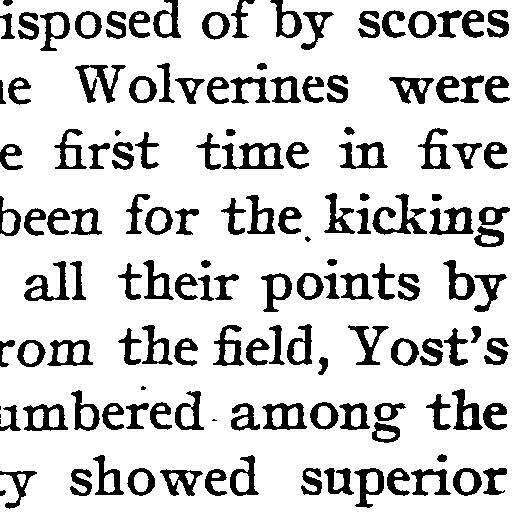 isposed of by scores
e Wolverines were
e first time in five
been for the kicking
all their points by
rom the field, Yost's
umbered among the
ty showed superior